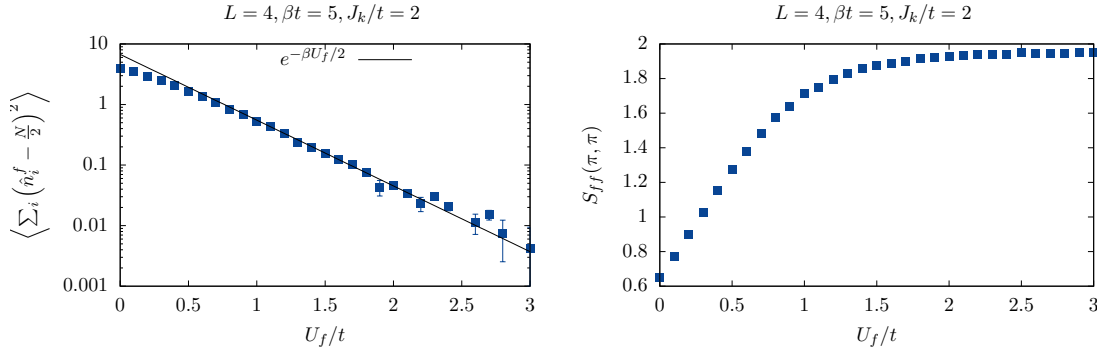 L = 4, βt = 5, J_k/t = 2
10
1
0.1
0.01
0.001
⟨∑_i (n̂_i^f − N/2)^2⟩
e^{−βU_f/2}
0 0.5 1 1.5 2 2.5 3
U_f/t
L = 4, βt = 5, J_k/t = 2
2
1.8
1.6
1.4
1.2
1
0.8
0.6
S_{ff}(π, π)
0 0.5 1 1.5 2 2.5 3
U_f/t